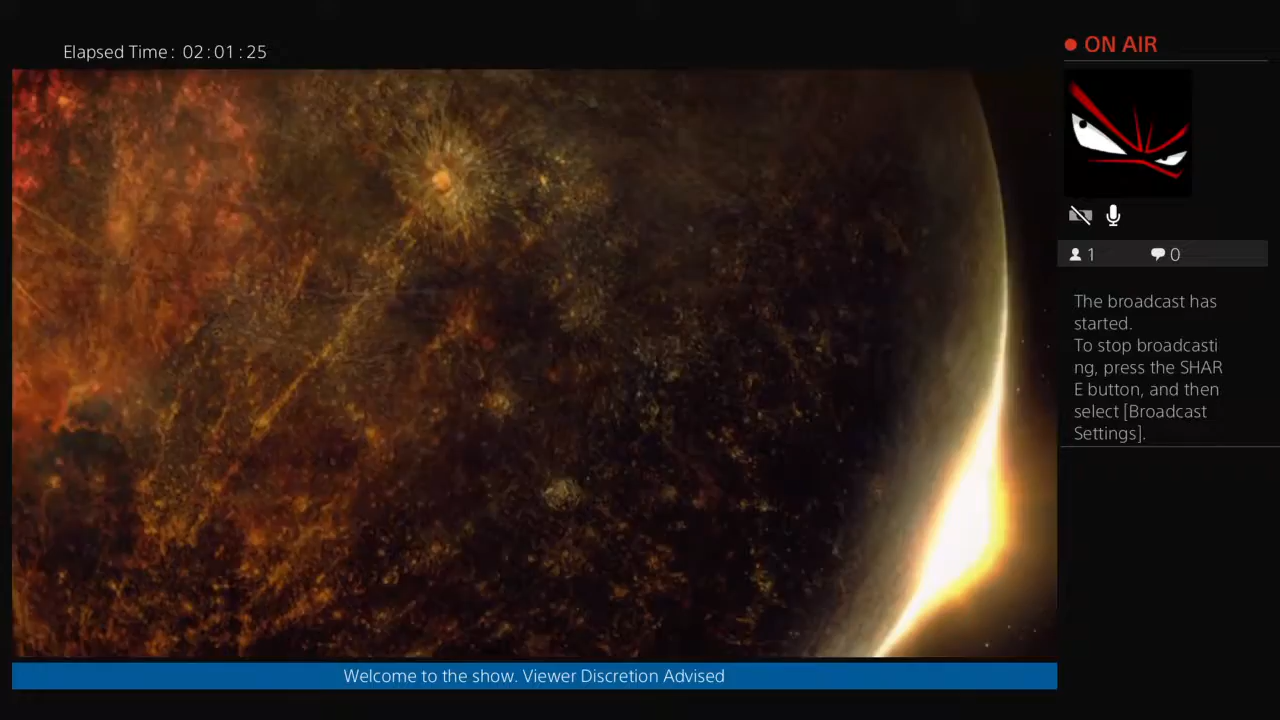 Elapsed Time: 02:01:25
ON AIR
1 0
The broadcast has
started.
To stop broadcasti
ng, press the SHAR
E button, and then
select [Broadcast
Settings].
Welcome to the show. Viewer Discretion Advised